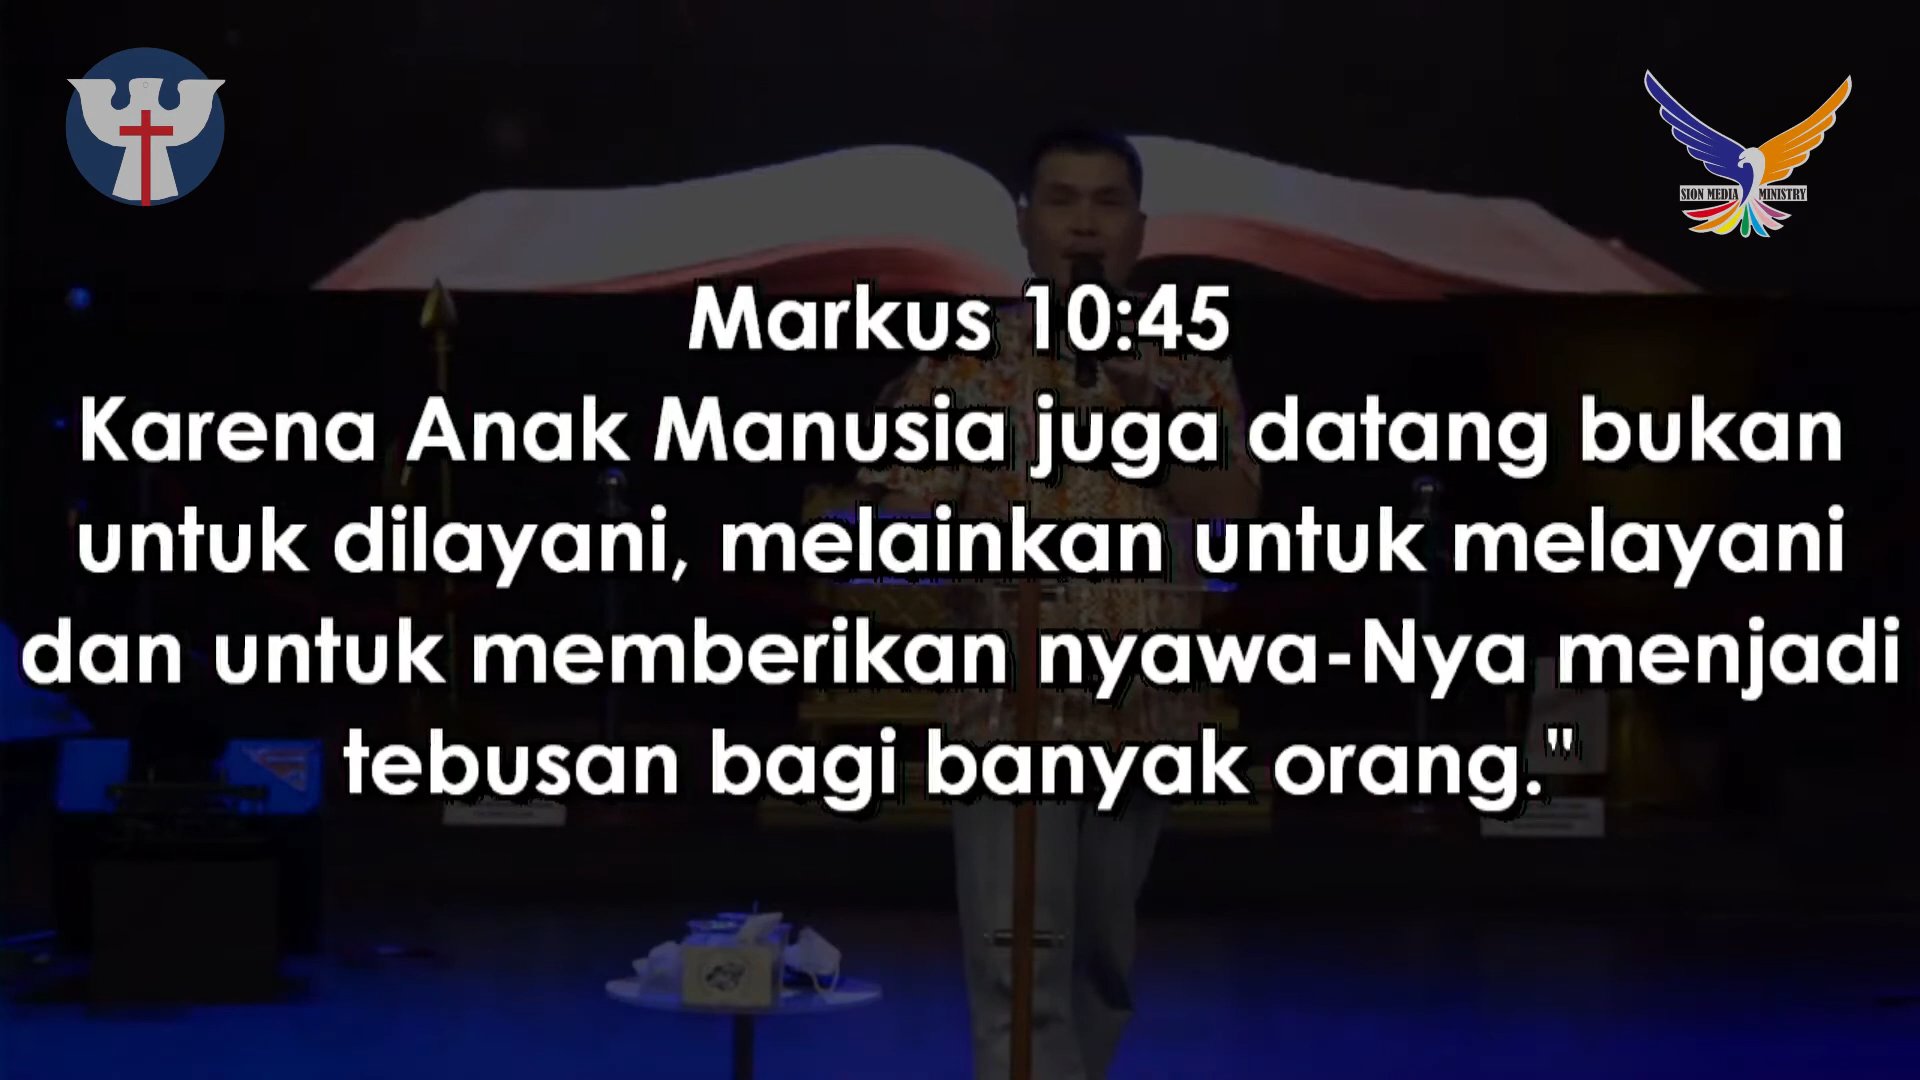 SION MEDIA MINISTRY
Markus 10:45
Karena Anak Manusia juga datang bukan
untuk dilayani, melainkan untuk melayani
dan untuk memberikan nyawa-Nya menjadi
tebusan bagi banyak orang."